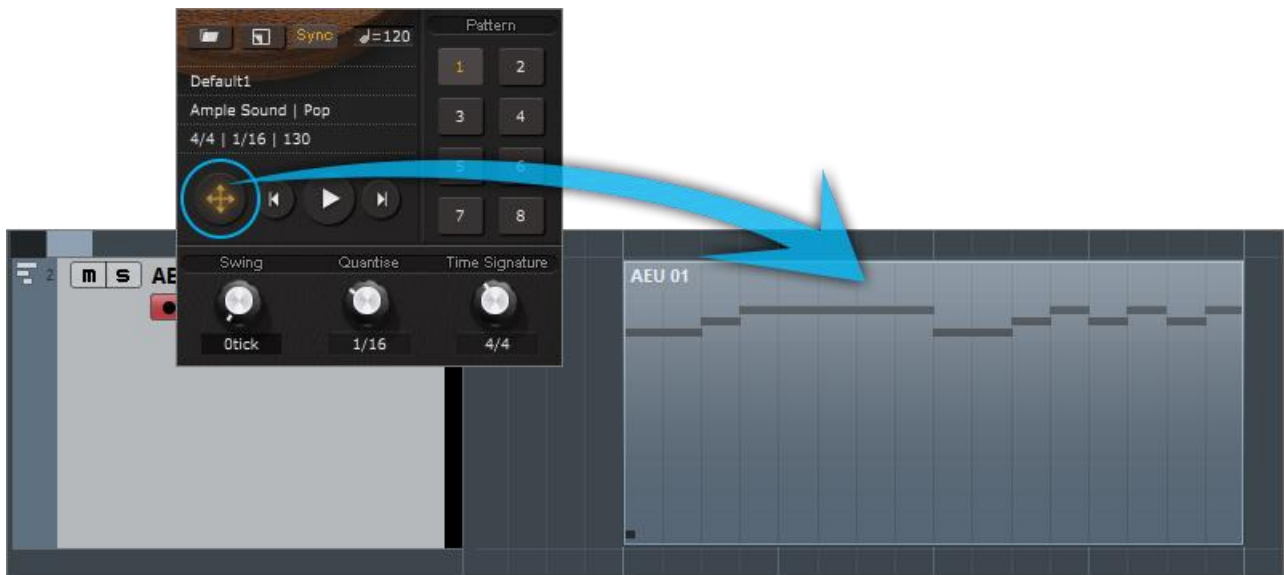 Sync ♩=120
Default1
Ample Sound | Pop
4/4 | 1/16 | 130
Pattern
1 2
3 4
5 6
7 8
Swing Quantise Time Signature
0tick 1/16 4/4
2 m s AE
AEU 01